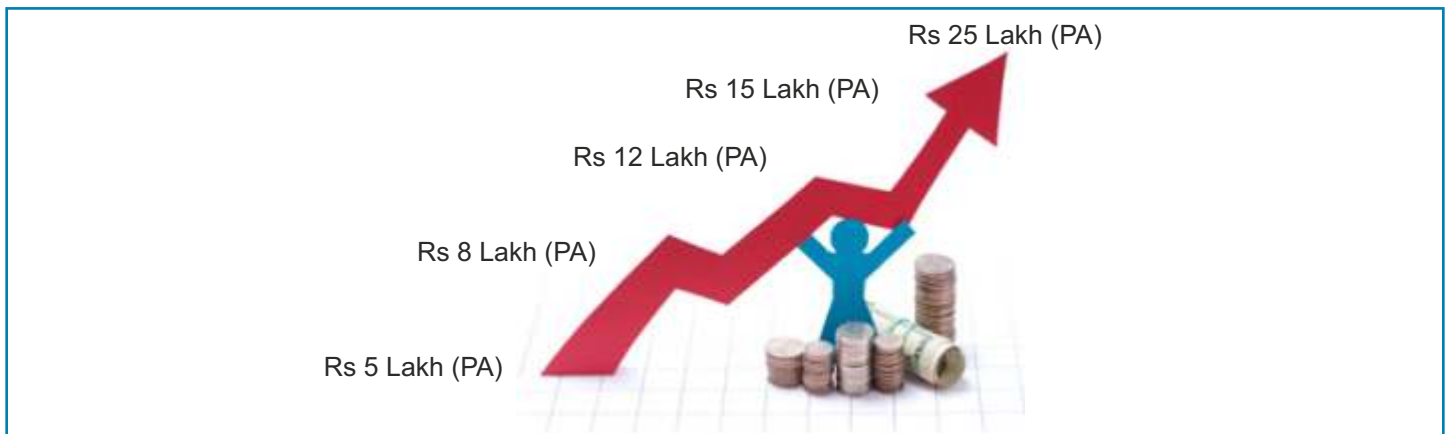 Rs 25 Lakh (PA)
Rs 15 Lakh (PA)
Rs 12 Lakh (PA)
Rs 8 Lakh (PA)
Rs 5 Lakh (PA)